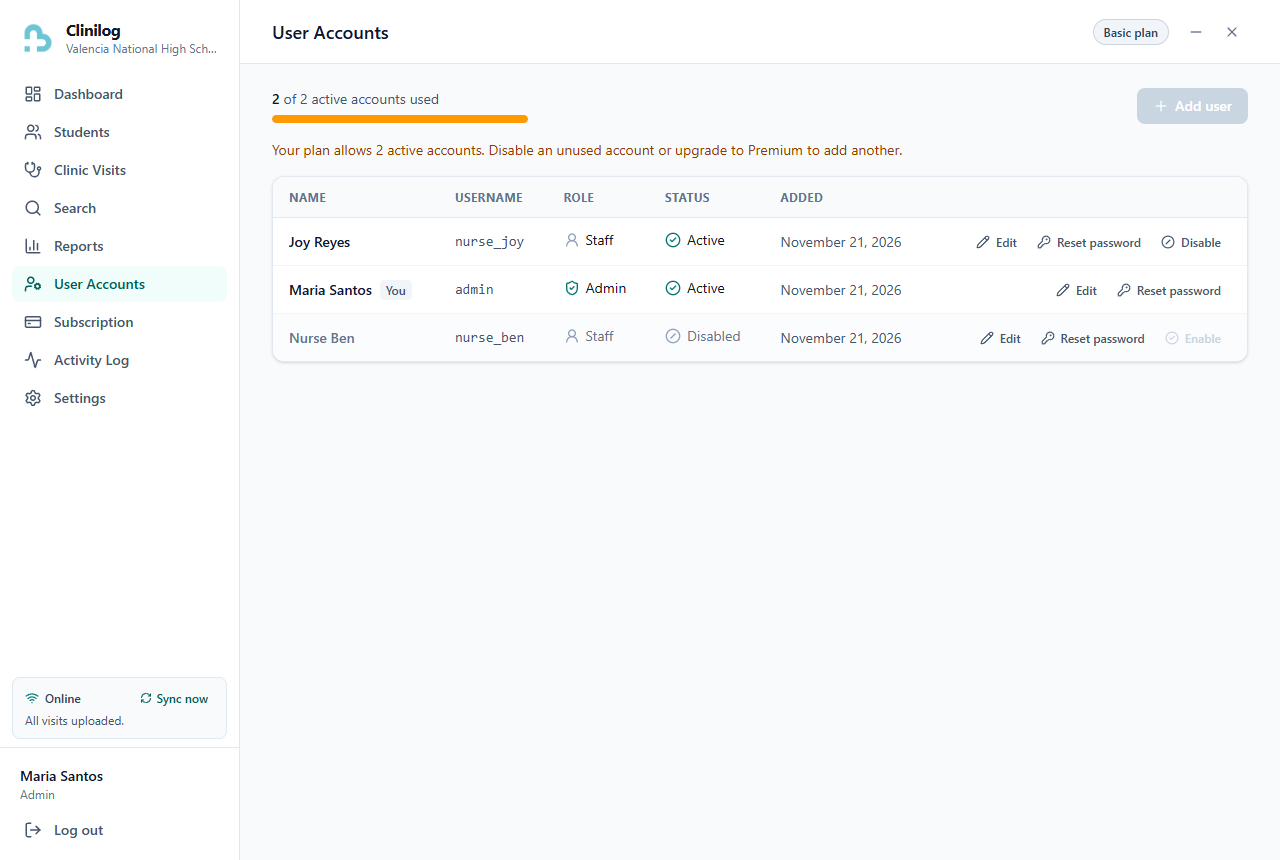 Clinilog
Valencia National High Sch...
Dashboard
Students
Clinic Visits
Search
Reports
User Accounts
Subscription
Activity Log
Settings
Online
Sync now
All visits uploaded.
Maria Santos
Admin
Log out
User Accounts
Basic plan
2 of 2 active accounts used
Add user
Your plan allows 2 active accounts. Disable an unused account or upgrade to Premium to add another.
NAME USERNAME ROLE STATUS ADDED
Joy Reyes nurse_joy Staff Active November 21, 2026 Edit Reset password Disable
Maria Santos You admin Admin Active November 21, 2026 Edit Reset password
Nurse Ben nurse_ben Staff Disabled November 21, 2026 Edit Reset password Enable